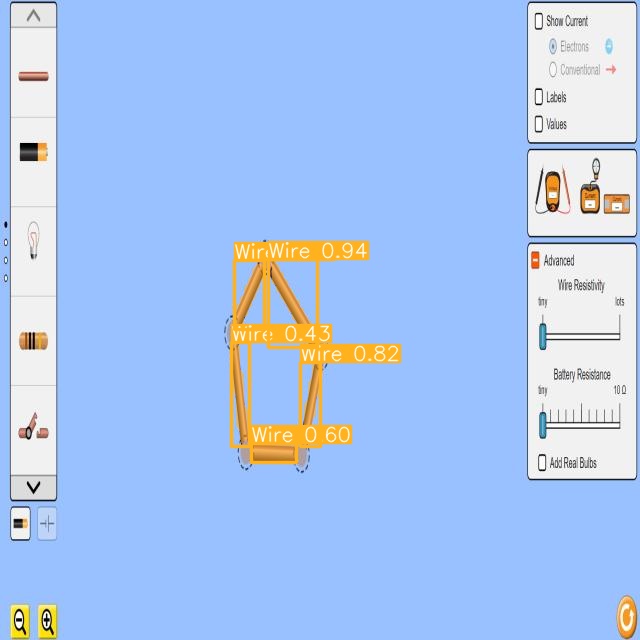 Show Current
Electrons
Conventional
Labels
Values
Wire 0.94
Wire 0.43
Wire 0.82
Wire 0.60
Advanced
Wire Resistivity
tiny lots
Battery Resistance
tiny 10 Ω
Add Real Bulbs